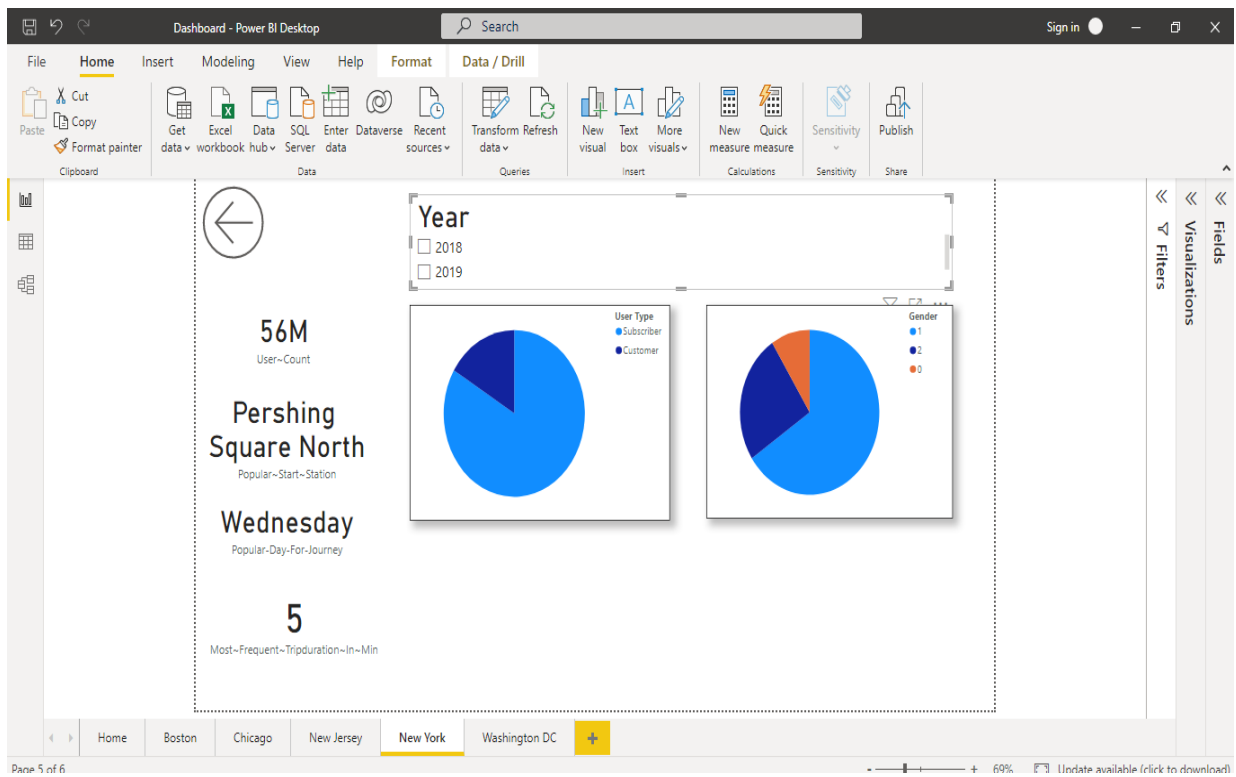 Dashboard - Power BI Desktop
Search
Sign in
File Home Insert Modeling View Help Format Data / Drill
Paste
Cut
Copy
Format painter
Clipboard
Get data
Excel workbook
Data hub
SQL Server
Enter data
Dataverse
Recent sources
Data
Transform data
Refresh
Queries
New visual
Text box
More visuals
Insert
New measure
Quick measure
Calculations
Sensitivity
Sensitivity
Publish
Share
Year
2018
2019
56M
User~Count
Pershing
Square North
Popular~Start~Station
Wednesday
Popular-Day-For-Journey
5
Most~Frequent~Tripduration~In~Min
User Type
Subscriber
Customer
Gender
1
2
0
Filters
Visualizations
Fields
Home Boston Chicago New Jersey New York Washington DC
Page 5 of 6
- + 69% Update available (click to download)